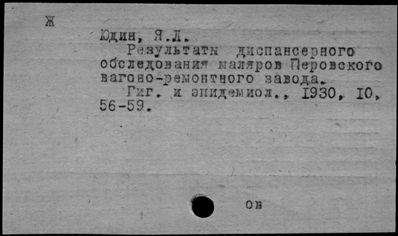 Ж
Юдин, Я.Л.
Результаты диспансерного
обследования маляров Перовского
вагоно-ремонтного завода.
Гиг. и эпидемиол., 1930, 10,
56-59.
ов